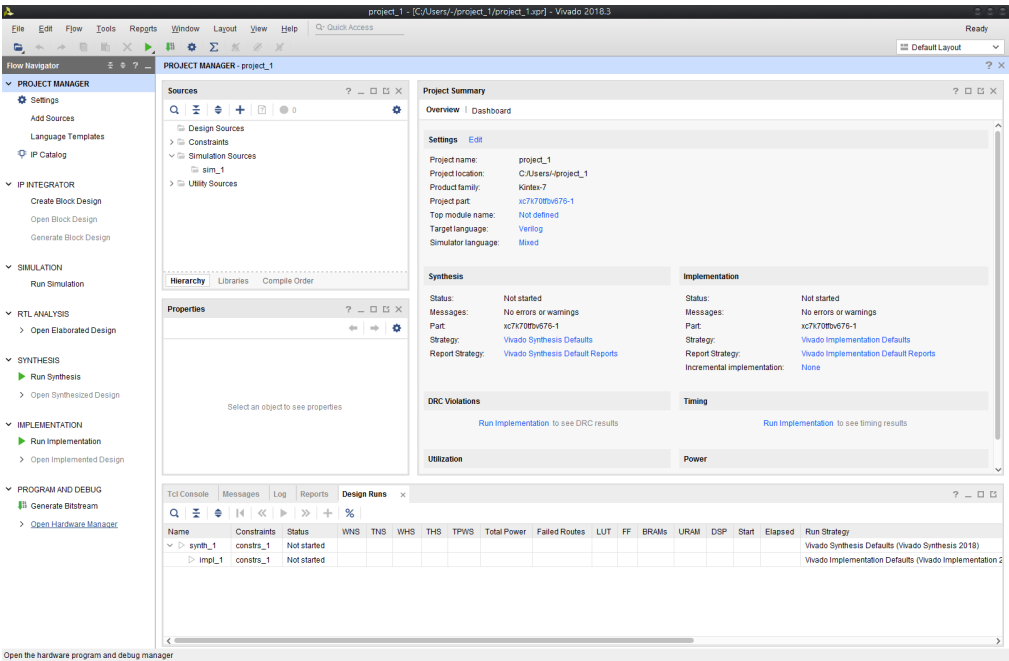 project_1 - [C:/Users/-/project_1/project_1.xpr] - Vivado 2018.3
File Edit Flow Tools Reports Window Layout View Help Q- Quick Access Ready
Default Layout
Flow Navigator
PROJECT MANAGER
Settings
Add Sources
Language Templates
IP Catalog
IP INTEGRATOR
Create Block Design
Open Block Design
Generate Block Design
SIMULATION
Run Simulation
RTL ANALYSIS
Open Elaborated Design
SYNTHESIS
Run Synthesis
Open Synthesized Design
IMPLEMENTATION
Run Implementation
Open Implemented Design
PROGRAM AND DEBUG
Generate Bitstream
Open Hardware Manager
PROJECT MANAGER - project_1
Sources
0
Design Sources
Constraints
Simulation Sources
sim_1
Utility Sources
Hierarchy Libraries Compile Order
Properties
Select an object to see properties
Project Summary
Overview | Dashboard
Settings Edit
Project name: project_1
Project location: C:/Users/-/project_1
Product family: Kintex-7
Project part: xc7k70tfbv676-1
Top module name: Not defined
Target language: Verilog
Simulator language: Mixed
Synthesis
Status: Not started
Messages: No errors or warnings
Part: xc7k70tfbv676-1
Strategy: Vivado Synthesis Defaults
Report Strategy: Vivado Synthesis Default Reports
Implementation
Status: Not started
Messages: No errors or warnings
Part: xc7k70tfbv676-1
Strategy: Vivado Implementation Defaults
Report Strategy: Vivado Implementation Default Reports
Incremental implementation: None
DRC Violations
Run Implementation to see DRC results
Timing
Run Implementation to see timing results
Utilization
Power
Tcl Console Messages Log Reports Design Runs
Name Constraints Status WNS TNS WHS THS TPWS Total Power Failed Routes LUT FF BRAMs URAM DSP Start Elapsed Run Strategy
synth_1 constrs_1 Not started Vivado Synthesis Defaults (Vivado Synthesis 2018)
impl_1 constrs_1 Not started Vivado Implementation Defaults (Vivado Implementation 2
Open the hardware program and debug manager